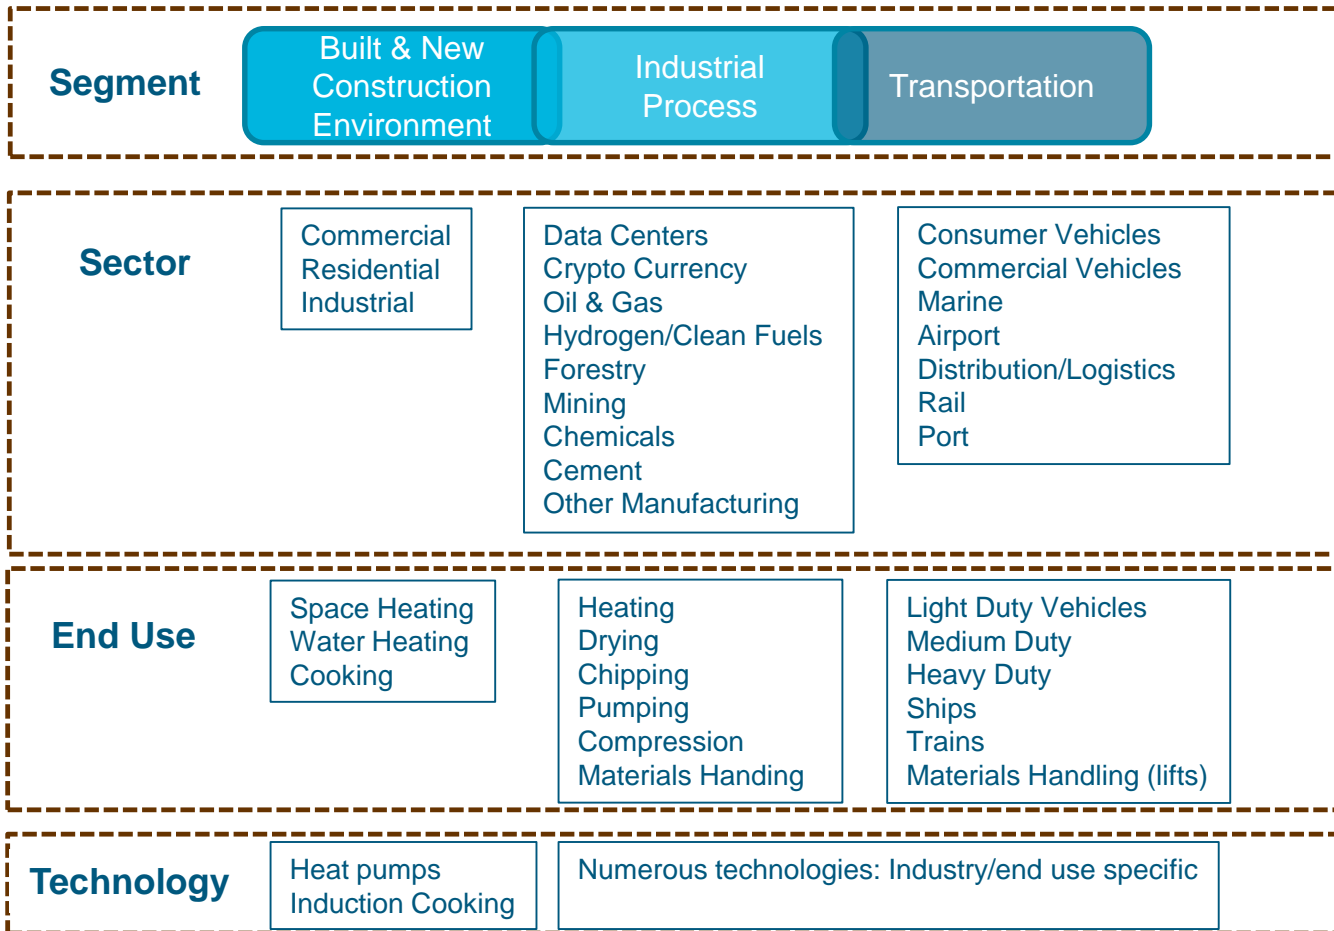 Segment
Built & New
Construction
Environment
Industrial
Process
Transportation
Sector
Commercial
Residential
Industrial
Data Centers
Crypto Currency
Oil & Gas
Hydrogen/Clean Fuels
Forestry
Mining
Chemicals
Cement
Other Manufacturing
Consumer Vehicles
Commercial Vehicles
Marine
Airport
Distribution/Logistics
Rail
Port
End Use
Space Heating
Water Heating
Cooking
Heating
Drying
Chipping
Pumping
Compression
Materials Handing
Light Duty Vehicles
Medium Duty
Heavy Duty
Ships
Trains
Materials Handling (lifts)
Technology
Heat pumps
Induction Cooking
Numerous technologies: Industry/end use specific